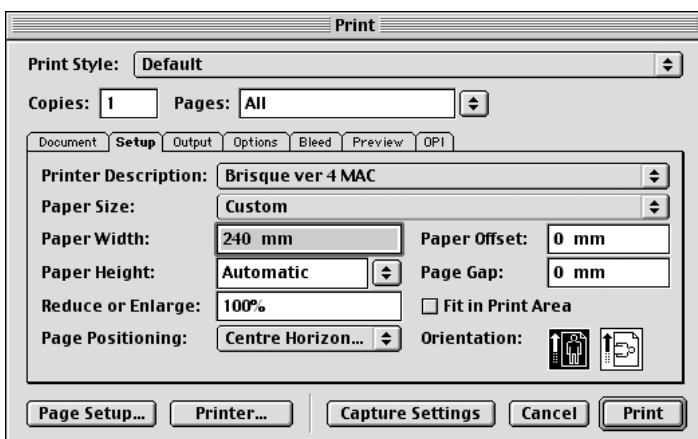 Print
Print Style: Default
Copies: 1 Pages: All
Document Setup Output Options Bleed Preview OPI
Printer Description: Brisque ver 4 MAC
Paper Size: Custom
Paper Width: 240 mm Paper Offset: 0 mm
Paper Height: Automatic Page Gap: 0 mm
Reduce or Enlarge: 100% Fit in Print Area
Page Positioning: Centre Horizon... Orientation:
Page Setup... Printer... Capture Settings Cancel Print